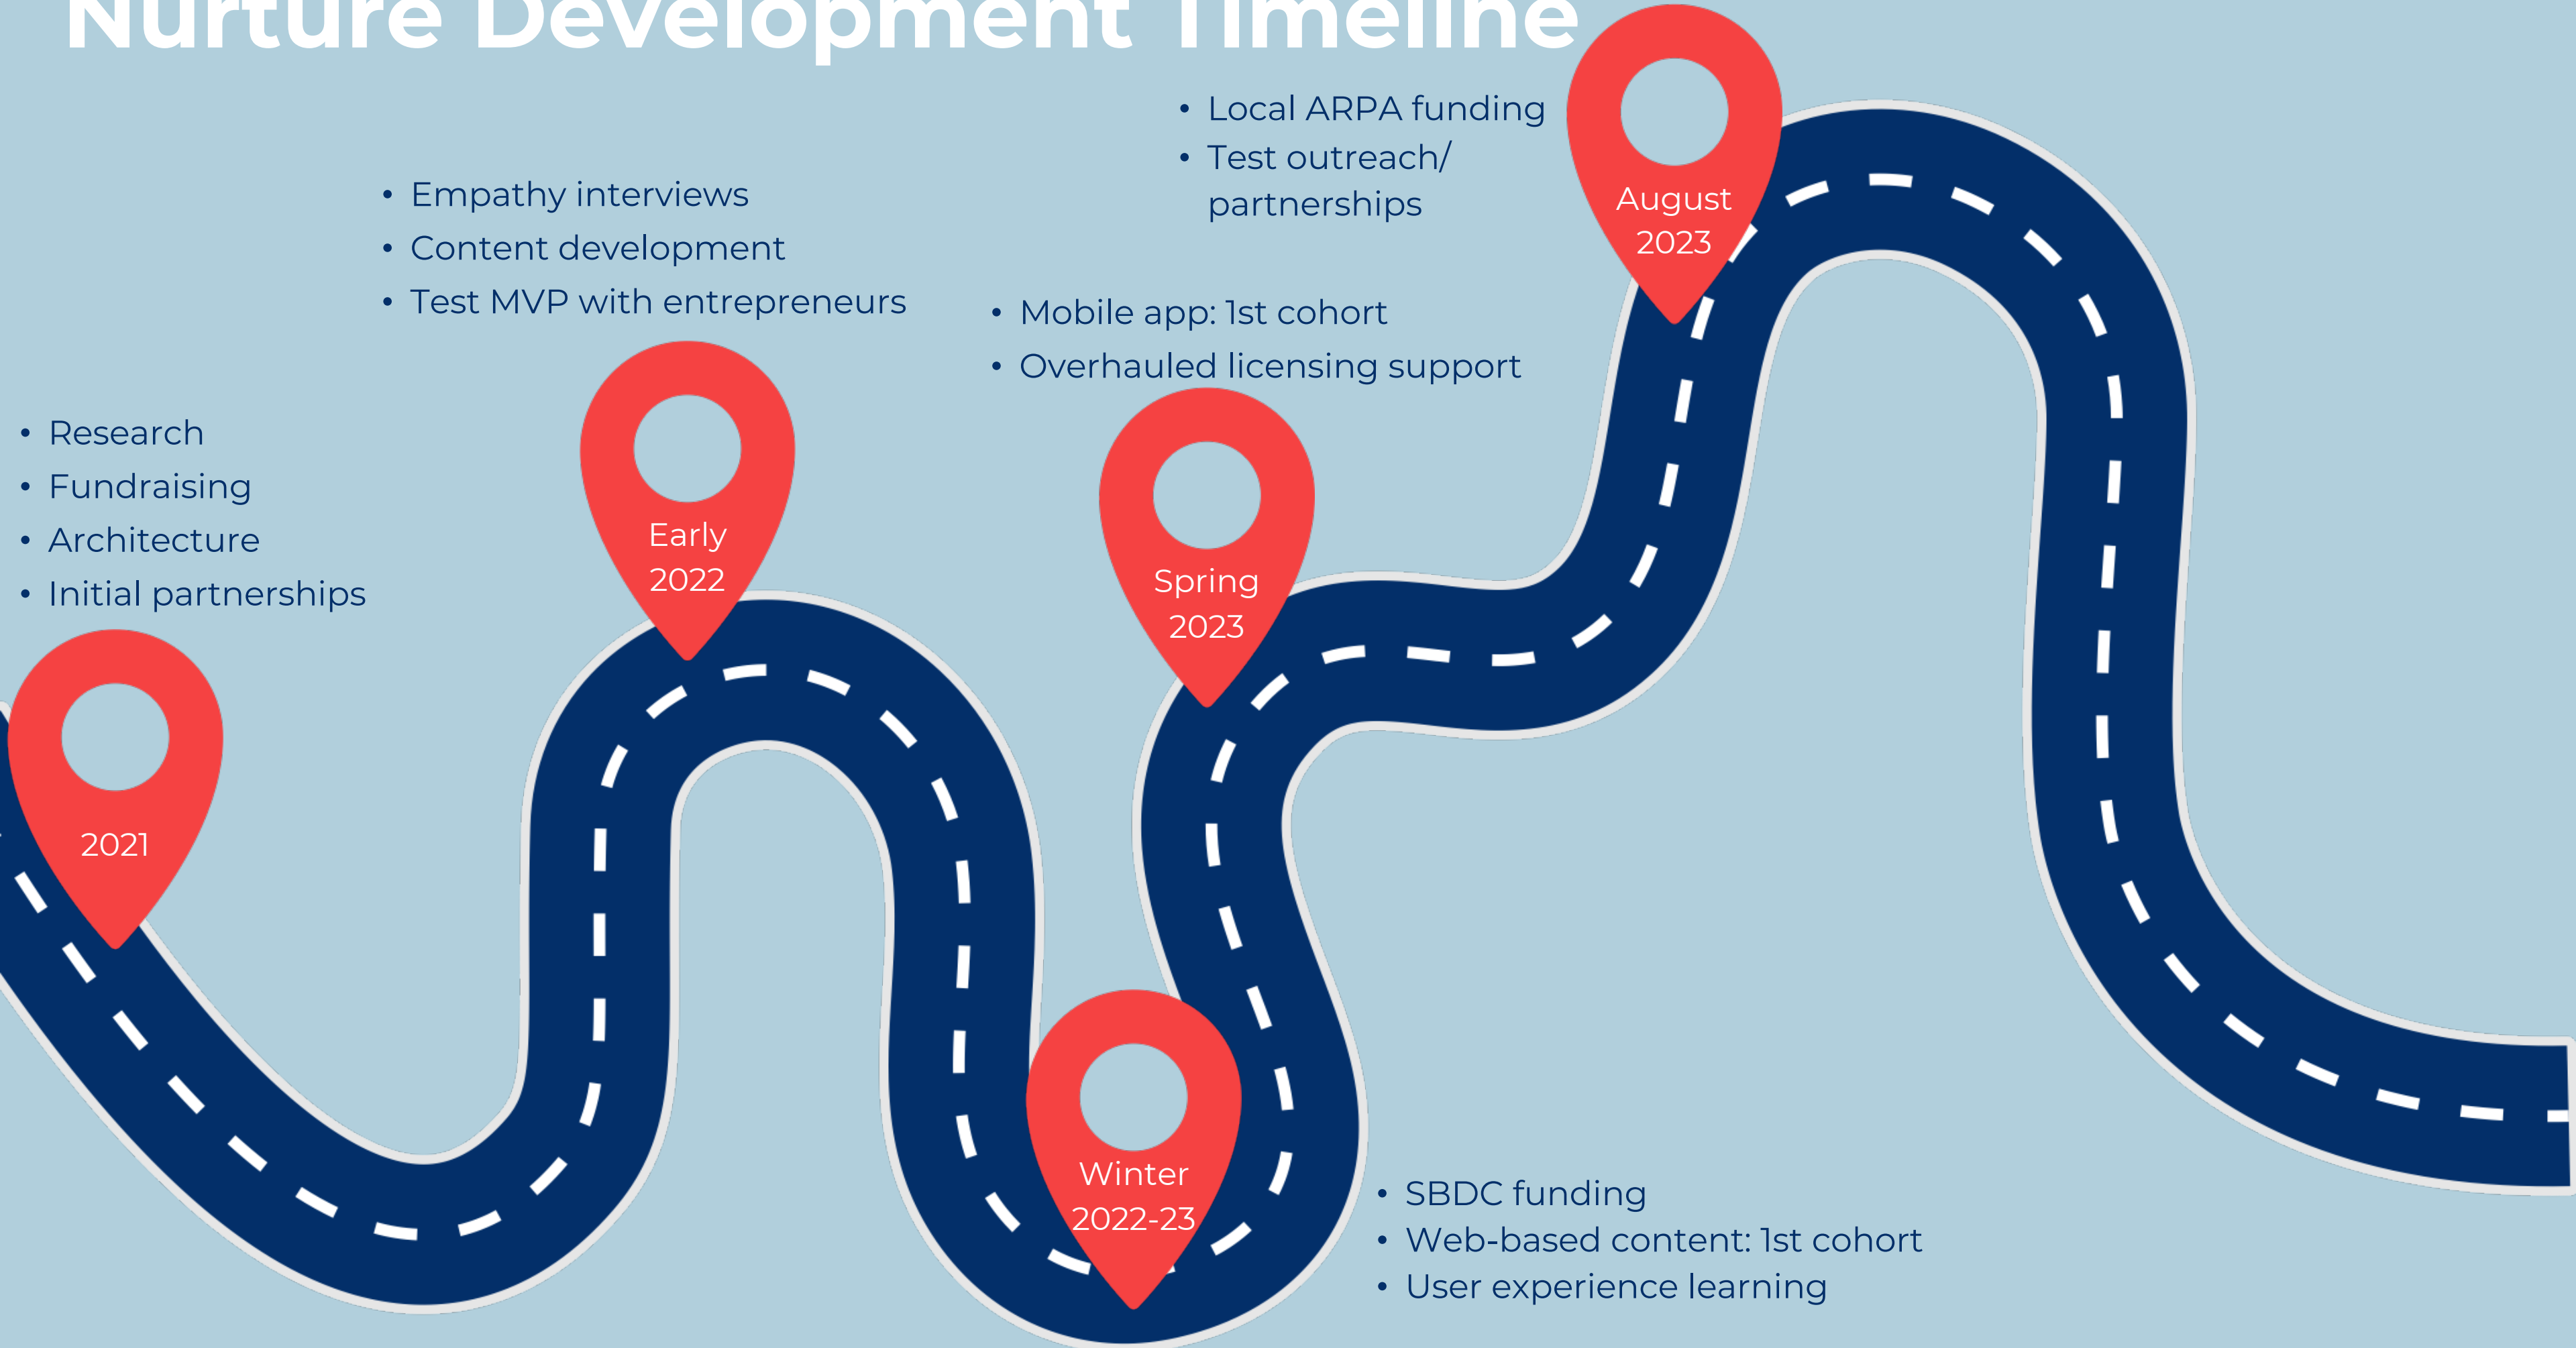 Nurture Development Timeline
• Research
• Fundraising
• Architecture
• Initial partnerships
2021
• Empathy interviews
• Content development
• Test MVP with entrepreneurs
Early
2022
• SBDC funding
• Web-based content: 1st cohort
• User experience learning
Winter
2022-23
• Mobile app: 1st cohort
• Overhauled licensing support
Spring
2023
• Local ARPA funding
• Test outreach/
partnerships
August
2023